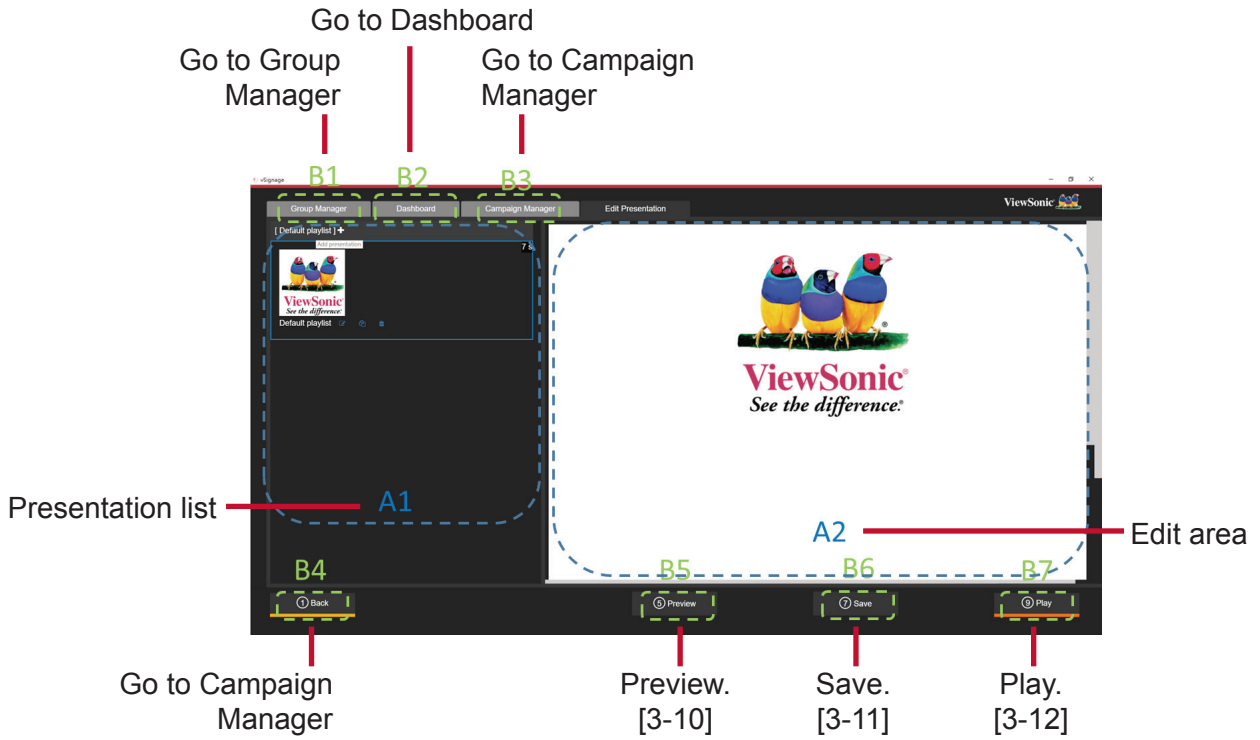 Go to Dashboard
Go to Group
Manager
Go to Campaign
Manager
B1
B2
B3
vSignage
Group Manager
Dashboard
Campaign Manager
Edit Presentation
ViewSonic
[ Default playlist ] +
Add presentation
7 s
ViewSonic
See the difference.
Default playlist
ViewSonic®
See the difference.®
Presentation list
A1
A2
Edit area
B4
B5
B6
B7
1 Back
5 Preview
7 Save
9 Play
Go to Campaign
Manager
Preview.
[3-10]
Save.
[3-11]
Play.
[3-12]